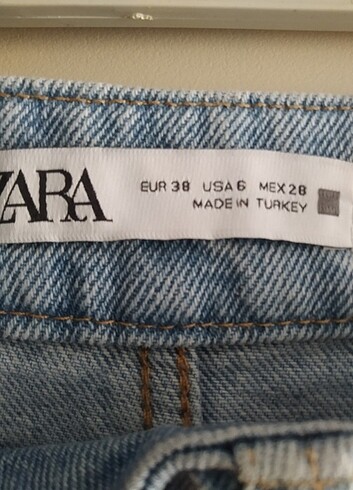 ZARA
EUR 38 USA 6 MEX 28
MADE IN TURKEY